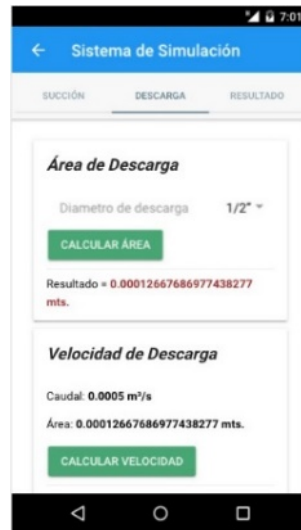 7:01
Sistema de Simulación
SUCCIÓN DESCARGA RESULTADO
Área de Descarga
Diametro de descarga 1/2"
CALCULAR ÁREA
Resultado = 0.00012667686977438277
mts.
Velocidad de Descarga
Caudal: 0.0005 m³/s
Área: 0.00012667686977438277 mts.
CALCULAR VELOCIDAD